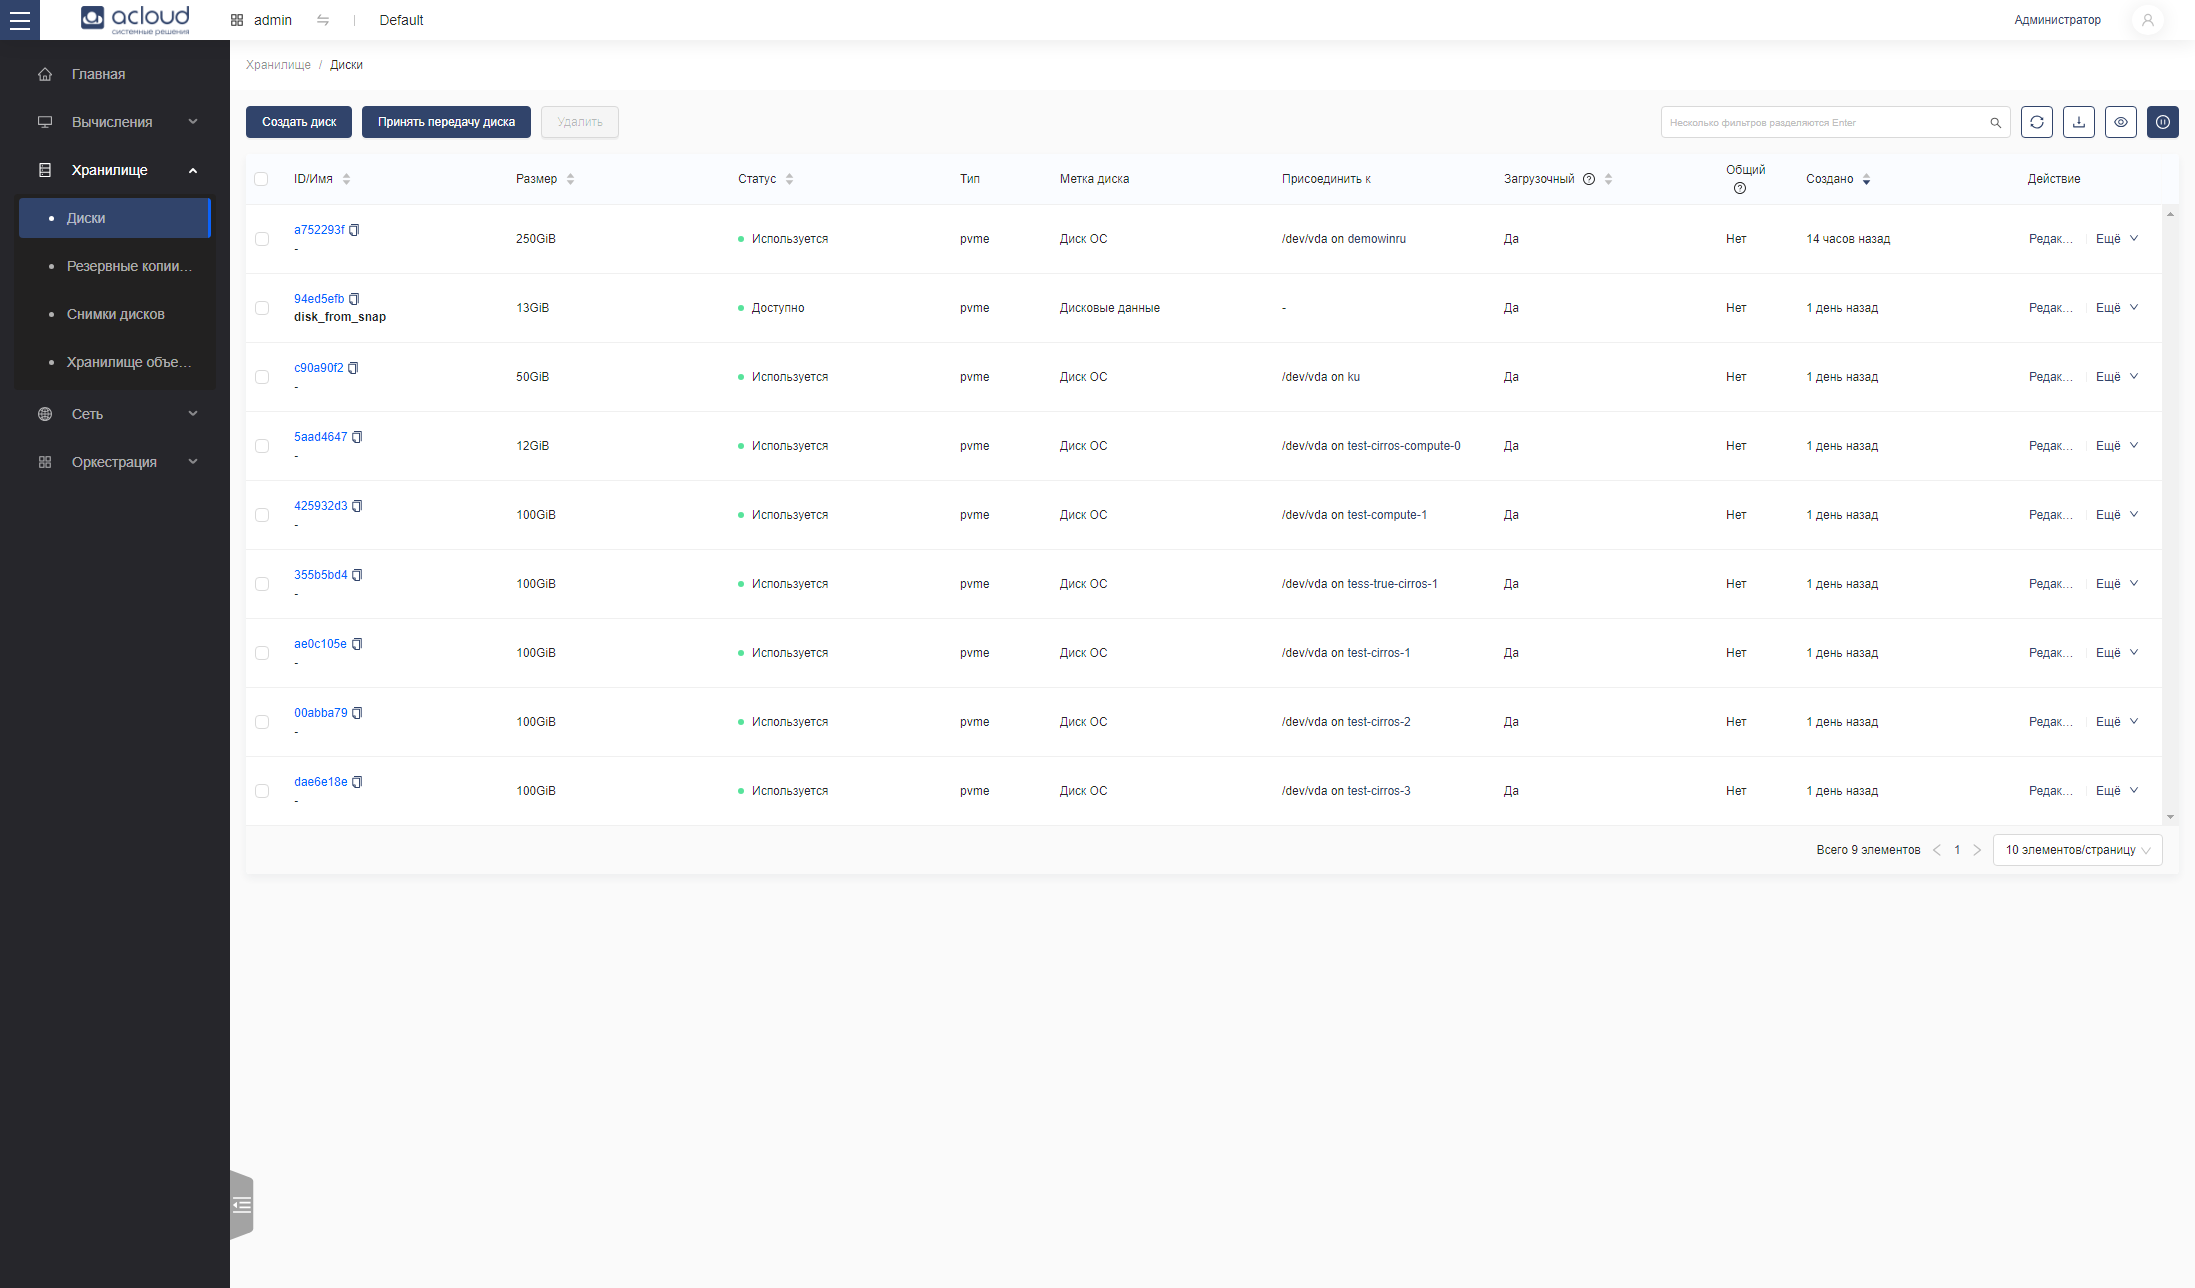 acloud
системные решения
admin
Default
Администратор
Главная
Вычисления
Хранилище
Диски
Резервные копии...
Снимки дисков
Хранилище объе...
Сеть
Оркестрация
Хранилище / Диски
Создать диск
Принять передачу диска
Удалить
Несколько фильтров разделяются Enter
ID/Имя Размер Статус Тип Метка диска Присоединить к Загрузочный Общий Создано Действие
a752293f
- 250GiB Используется pvme Диск ОС /dev/vda on demowinru Да Нет 14 часов назад Редак... Ещё
94ed5efb
disk_from_snap 13GiB Доступно pvme Дисковые данные - Да Нет 1 день назад Редак... Ещё
c90a90f2
- 50GiB Используется pvme Диск ОС /dev/vda on ku Да Нет 1 день назад Редак... Ещё
5aad4647
- 12GiB Используется pvme Диск ОС /dev/vda on test-cirros-compute-0 Да Нет 1 день назад Редак... Ещё
425932d3
- 100GiB Используется pvme Диск ОС /dev/vda on test-compute-1 Да Нет 1 день назад Редак... Ещё
355b5bd4
- 100GiB Используется pvme Диск ОС /dev/vda on tess-true-cirros-1 Да Нет 1 день назад Редак... Ещё
ae0c105e
- 100GiB Используется pvme Диск ОС /dev/vda on test-cirros-1 Да Нет 1 день назад Редак... Ещё
00abba79
- 100GiB Используется pvme Диск ОС /dev/vda on test-cirros-2 Да Нет 1 день назад Редак... Ещё
dae6e18e
- 100GiB Используется pvme Диск ОС /dev/vda on test-cirros-3 Да Нет 1 день назад Редак... Ещё
Всего 9 элементов 1 10 элементов/страницу